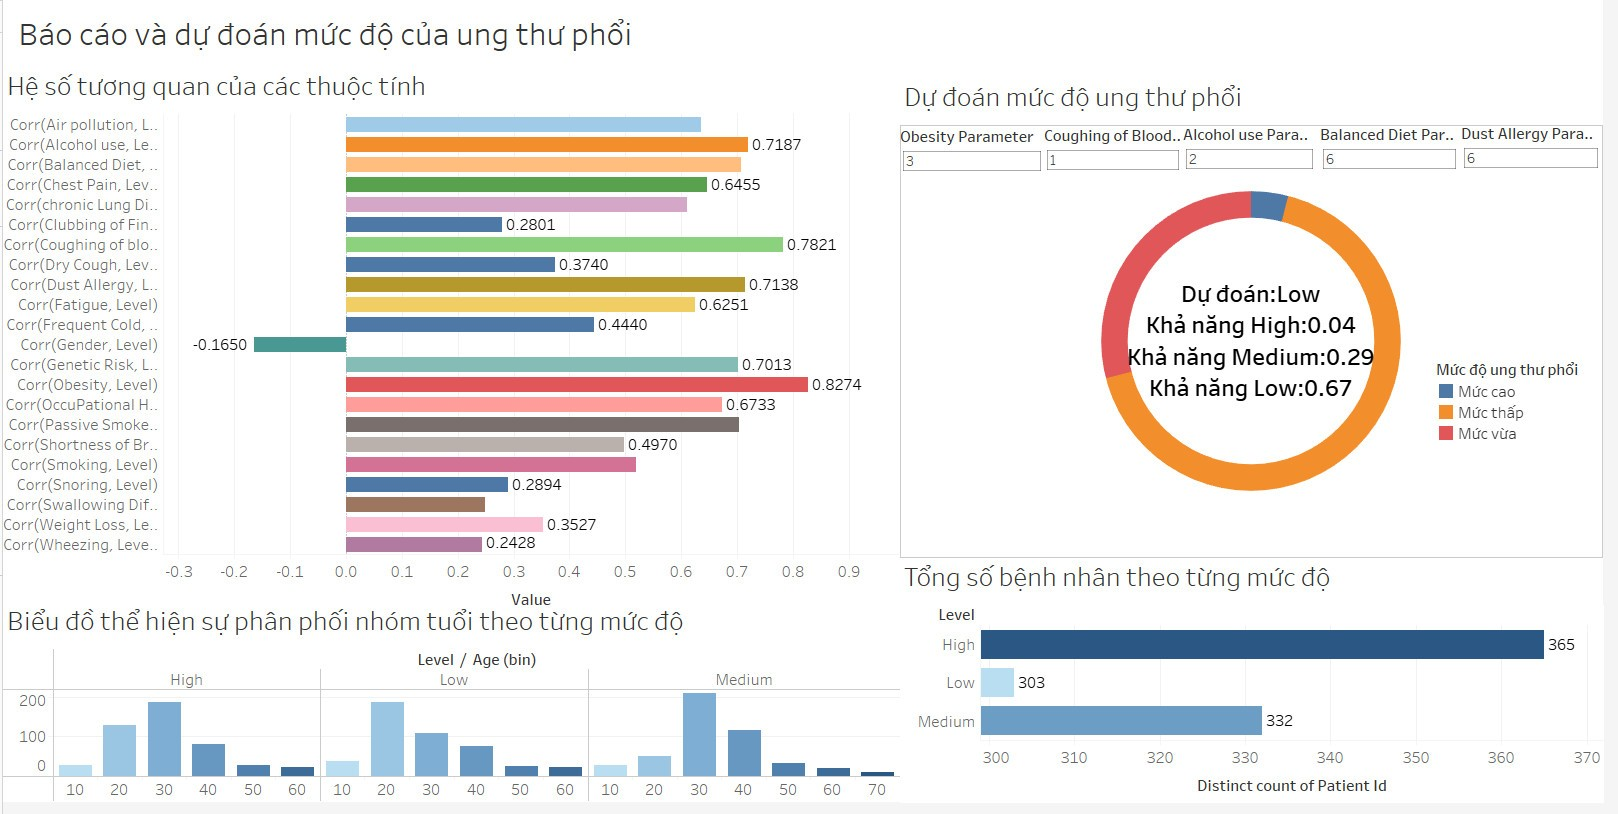 Báo cáo và dự đoán mức độ của ung thư phổi
Hệ số tương quan của các thuộc tính
Corr(Air pollution, L..
Corr(Alcohol use, Le.. 0.7187
Corr(Balanced Diet, ..
Corr(Chest Pain, Lev.. 0.6455
Corr(chronic Lung Di..
Corr(Clubbing of Fin.. 0.2801
Corr(Coughing of blo.. 0.7821
Corr(Dry Cough, Lev.. 0.3740
Corr(Dust Allergy, L.. 0.7138
Corr(Fatigue, Level) 0.6251
Corr(Frequent Cold, .. 0.4440
Corr(Gender, Level) -0.1650
Corr(Genetic Risk, L.. 0.7013
Corr(Obesity, Level) 0.8274
Corr(OccuPational H.. 0.6733
Corr(Passive Smoke..
Corr(Shortness of Br.. 0.4970
Corr(Smoking, Level)
Corr(Snoring, Level) 0.2894
Corr(Swallowing Dif..
Corr(Weight Loss, Le.. 0.3527
Corr(Wheezing, Leve.. 0.2428
-0.3 -0.2 -0.1 0.0 0.1 0.2 0.3 0.4 0.5 0.6 0.7 0.8 0.9
Value
Dự đoán mức độ ung thư phổi
Obesity Parameter Coughing of Blood.. Alcohol use Para.. Balanced Diet Par.. Dust Allergy Para..
3 1 2 6 6
Dự đoán:Low
Khả năng High:0.04
Khả năng Medium:0.29
Khả năng Low:0.67
Mức độ ung thư phổi
Mức cao
Mức thấp
Mức vừa
Biểu đồ thể hiện sự phân phối nhóm tuổi theo từng mức độ
Level / Age (bin)
High Low Medium
200
100
0
10 20 30 40 50 60 10 20 30 40 50 60 10 20 30 40 50 60 70
Tổng số bệnh nhân theo từng mức độ
Level
High 365
Low 303
Medium 332
300 310 320 330 340 350 360 370
Distinct count of Patient Id